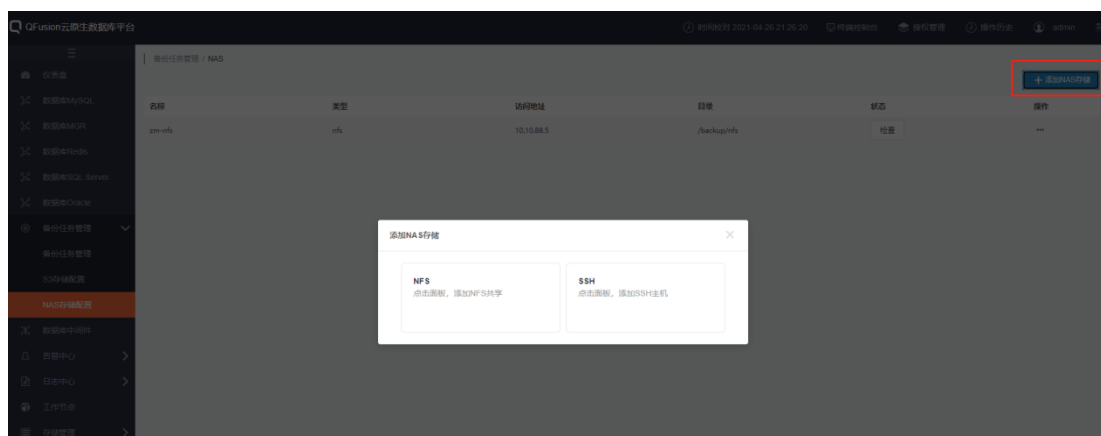 QFusion云原生数据库平台
时间校对 2021-04-26 21:26:20 终端控制台 授权管理 操作历史 admin
备份任务管理 / NAS
仪表盘
添加NAS存储
数据库MySQL
名称 类型 访问地址 目录 状态 操作
数据库MGR
zm-nfs nfs 10.10.88.5 /backup/nfs 检查 ...
数据库Redis
数据库SQL Server
数据库Oracle
备份任务管理
添加NAS存储
备份任务管理
S3存储配置
NFS SSH
点击面板，添加NFS共享 点击面板，添加SSH主机
NAS存储配置
数据库中间件
告警中心
日志中心
工作节点
存储管理